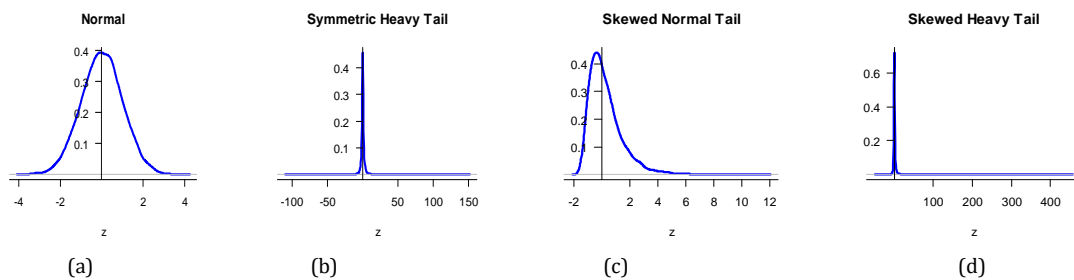 Normal
0.4
0.3
0.2
0.1
-4 -2 2 4
z
(a)
Symmetric Heavy Tail
0.4
0.3
0.2
0.1
-100 -50 50 100 150
z
(b)
Skewed Normal Tail
0.4
0.3
0.2
0.1
-2 2 4 6 8 10 12
z
(c)
Skewed Heavy Tail
0.6
0.4
0.2
100 200 300 400
z
(d)